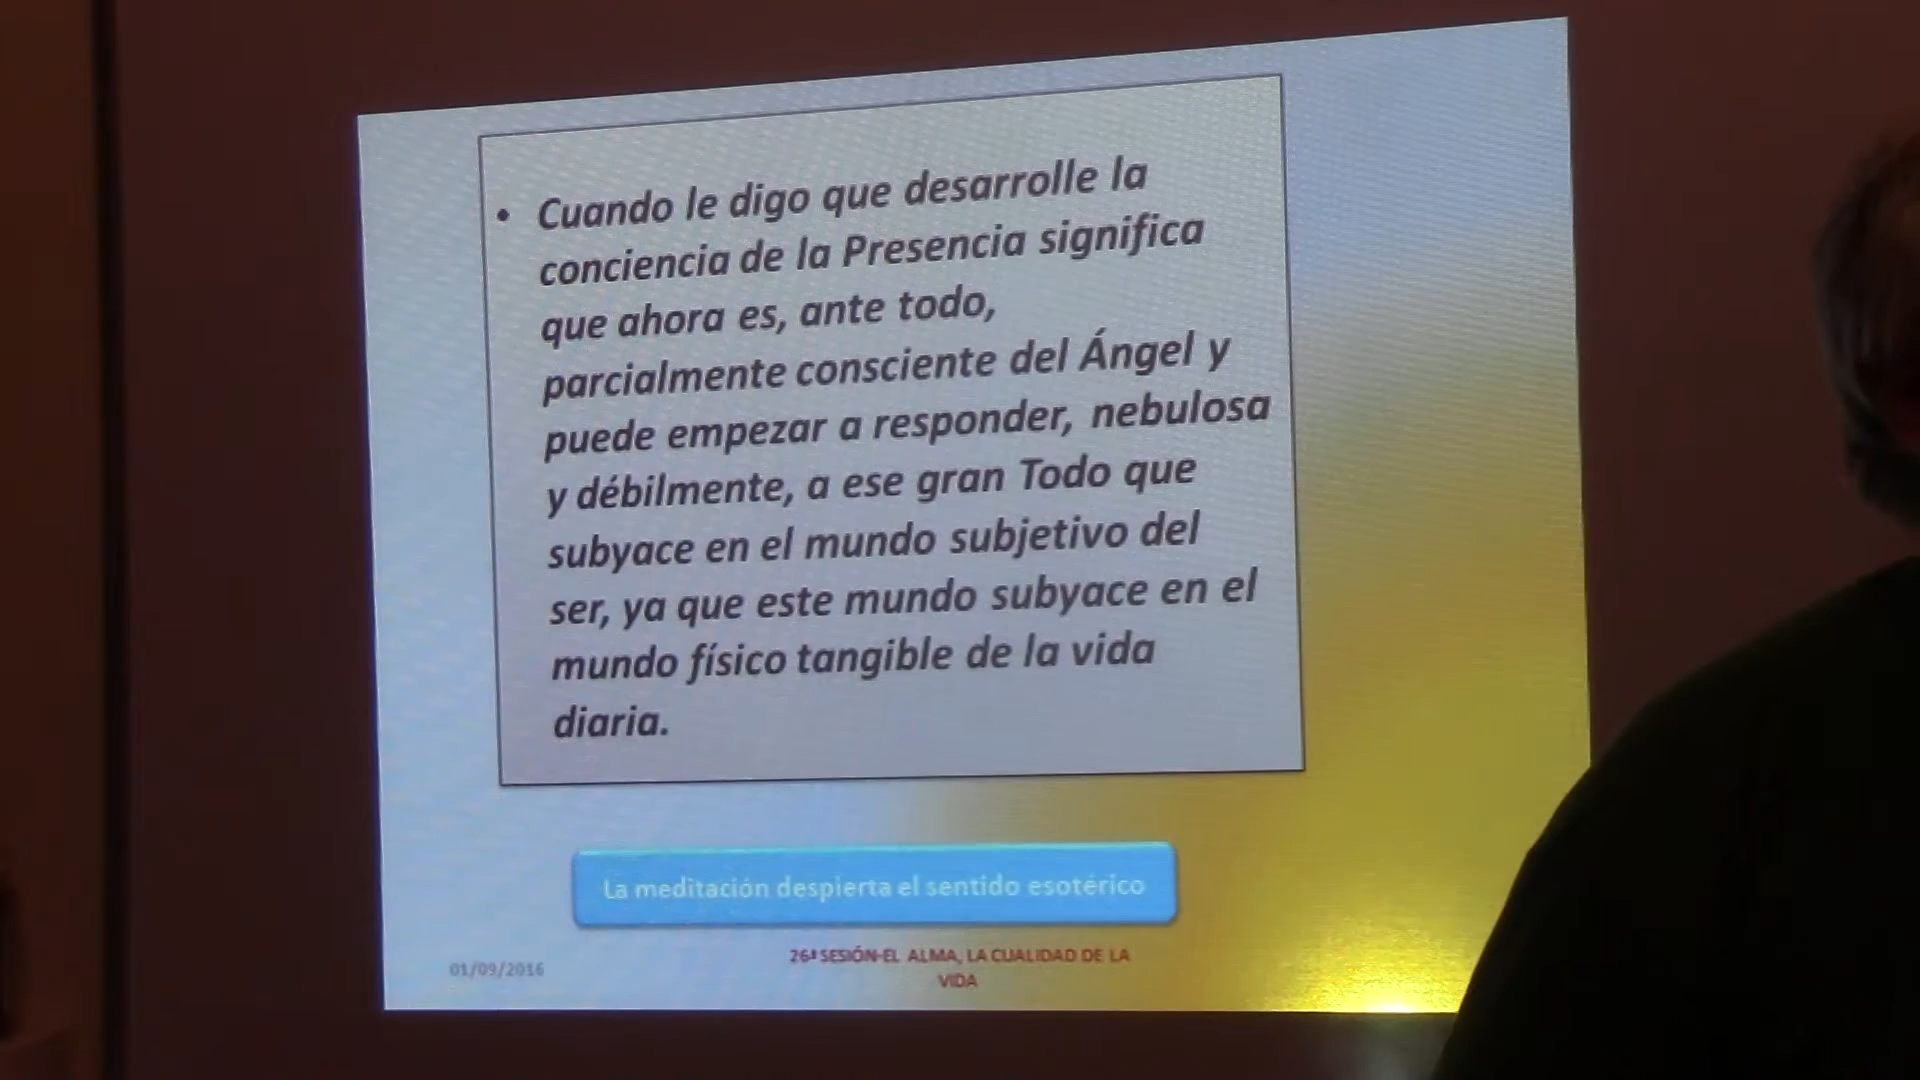 • Cuando le digo que desarrolle la
conciencia de la Presencia significa
que ahora es, ante todo,
parcialmente consciente del Ángel y
puede empezar a responder, nebulosa
y débilmente, a ese gran Todo que
subyace en el mundo subjetivo del
ser, ya que este mundo subyace en el
mundo físico tangible de la vida
diaria.
La meditación despierta el sentido esotérico
01/09/2016
26ª SESIÓN-EL ALMA, LA CUALIDAD DE LA
VIDA